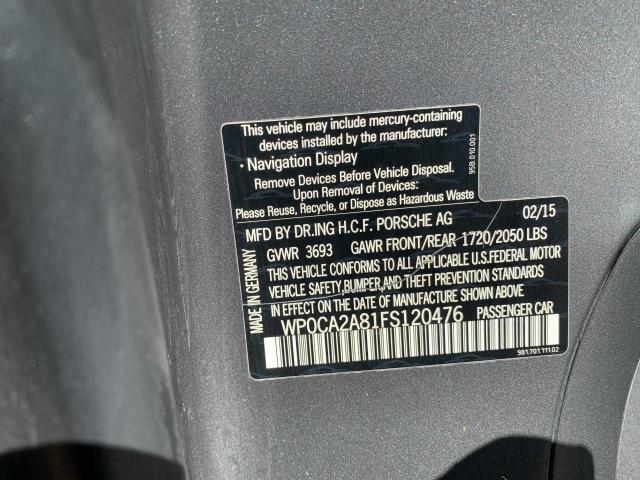 This vehicle may include mercury-containing
devices installed by the manufacturer:
· Navigation Display
Remove Devices Before Vehicle Disposal.
Upon Removal of Devices:
Please Reuse, Recycle, or Dispose as Hazardous Waste
95B.010.001
MADE IN GERMANY
MFD BY DR.ING H.C.F. PORSCHE AG 02/15
GVWR 3693 GAWR FRONT/REAR 1720/2050 LBS
THIS VEHICLE CONFORMS TO ALL APPLICABLE U.S.FEDERAL MOTOR
VEHICLE SAFETY,BUMPER,AND THEFT PREVENTION STANDARDS
IN EFFECT ON THE DATE OF MANUFACTURE SHOWN ABOVE
WP0CA2A81FS120476 PASSENGER CAR
981.701.111.02